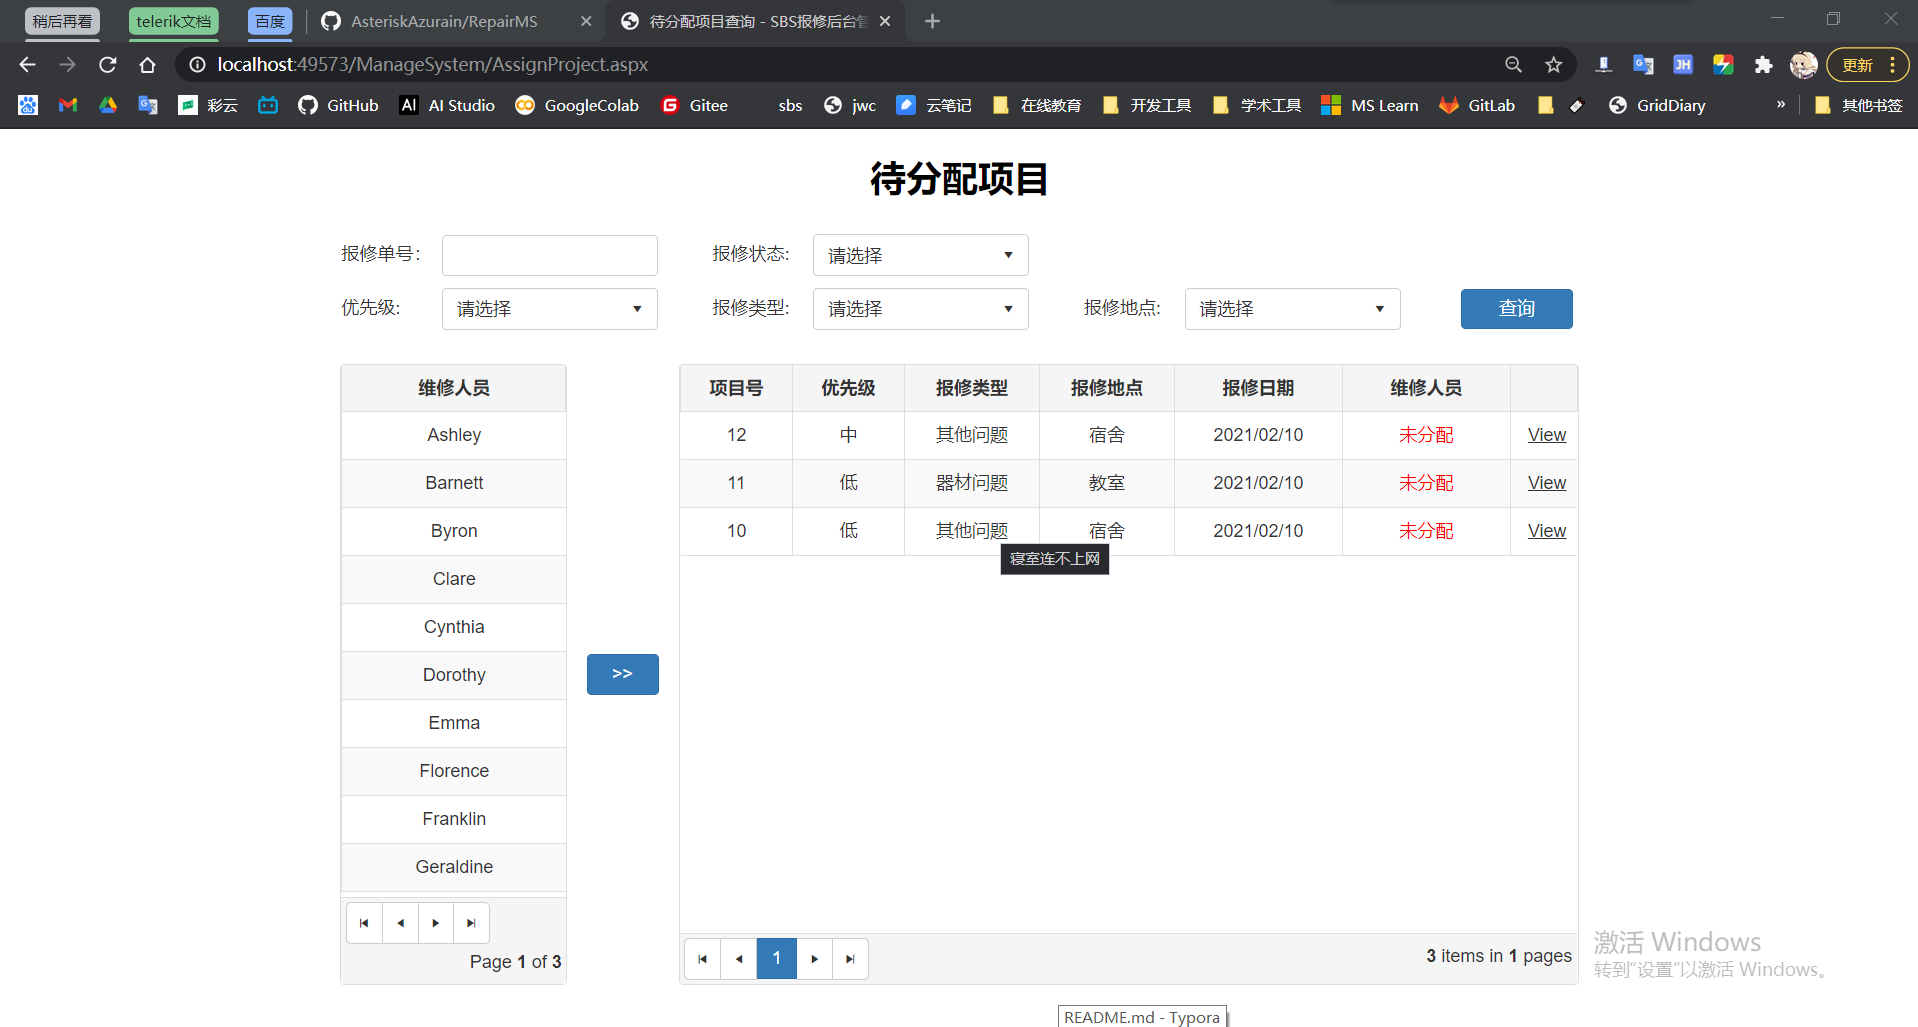 稍后再看 telerik文档 百度 AsteriskAzurain/RepairMS 待分配项目查询 - SBS报修后台管
localhost:49573/ManageSystem/AssignProject.aspx JH 更新
彩云 GitHub AI AI Studio GoogleColab Gitee sbs jwc 云笔记 在线教育 开发工具 学术工具 MS Learn GitLab GridDiary » 其他书签
待分配项目
报修单号: 报修状态: 请选择
优先级: 请选择 报修类型: 请选择 报修地点: 请选择 查询
维修人员
Ashley
Barnett
Byron
Clare
Cynthia
Dorothy
Emma
Florence
Franklin
Geraldine
Page 1 of 3
>>
项目号 优先级 报修类型 报修地点 报修日期 维修人员
12 中 其他问题 宿舍 2021/02/10 未分配 View
11 低 器材问题 教室 2021/02/10 未分配 View
10 低 其他问题 宿舍 2021/02/10 未分配 View
寝室连不上网
1
3 items in 1 pages
激活 Windows
转到“设置”以激活 Windows。
README.md - Typora